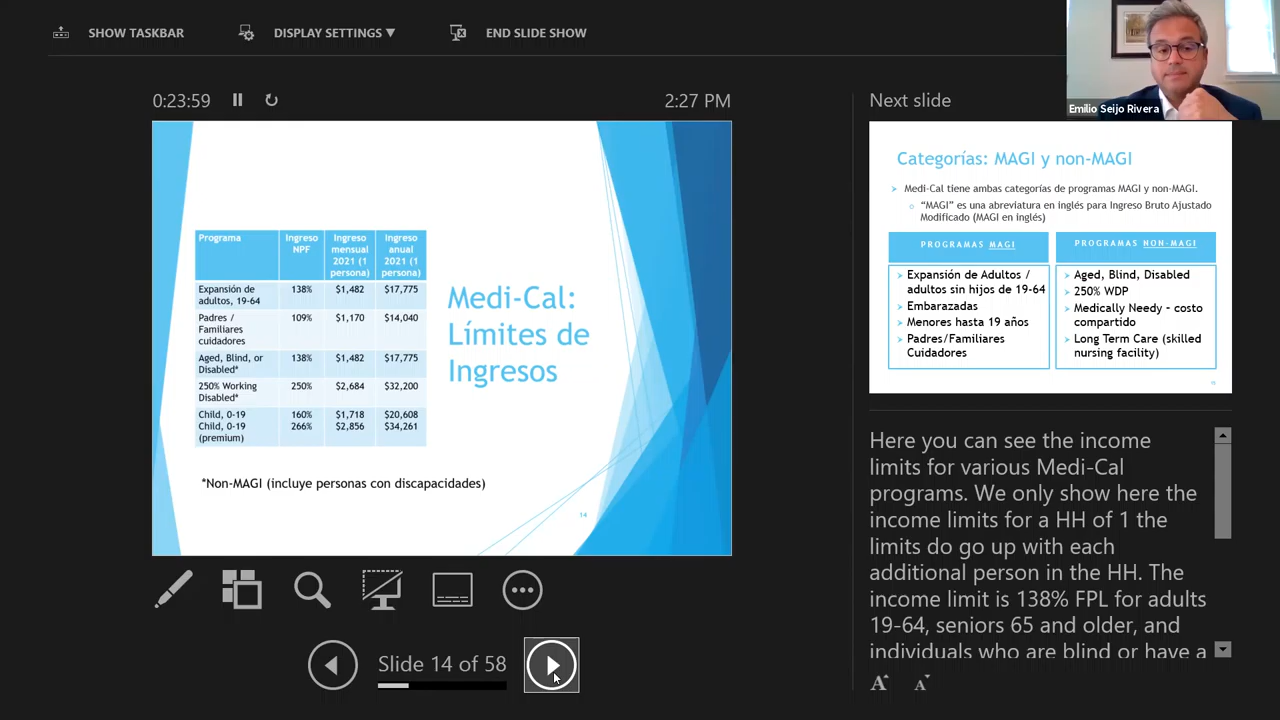 SHOW TASKBAR
DISPLAY SETTINGS ▼
END SLIDE SHOW
0:23:59
2:27 PM
Programa
Ingreso NPF
Ingreso mensual 2021 (1 persona)
Ingreso anual 2021 (1 persona)
Expansión de adultos, 19-64
138%
$1,482
$17,775
Padres / Familiares cuidadores
109%
$1,170
$14,040
Aged, Blind, or Disabled*
138%
$1,482
$17,775
250% Working Disabled*
250%
$2,684
$32,200
Child, 0-19
160%
$1,718
$20,608
Child, 0-19 (premium)
266%
$2,856
$34,261
Medi-Cal:
Límites de
Ingresos
*Non-MAGI (incluye personas con discapacidades)
14
Slide 14 of 58
Next slide
Emilio Seijo Rivera
Categorías: MAGI y non-MAGI
Medi-Cal tiene ambas categorías de programas MAGI y non-MAGI.
"MAGI" es una abreviatura en inglés para Ingreso Bruto Ajustado
Modificado (MAGI en inglés)
PROGRAMAS MAGI
Expansión de Adultos /
adultos sin hijos de 19-64
Embarazadas
Menores hasta 19 años
Padres/Familiares
Cuidadores
PROGRAMAS NON-MAGI
Aged, Blind, Disabled
250% WDP
Medically Needy – costo
compartido
Long Term Care (skilled
nursing facility)
15
Here you can see the income
limits for various Medi-Cal
programs. We only show here the
income limits for a HH of 1 the
limits do go up with each
additional person in the HH. The
income limit is 138% FPL for adults
19-64, seniors 65 and older, and
individuals who are blind or have a
A A